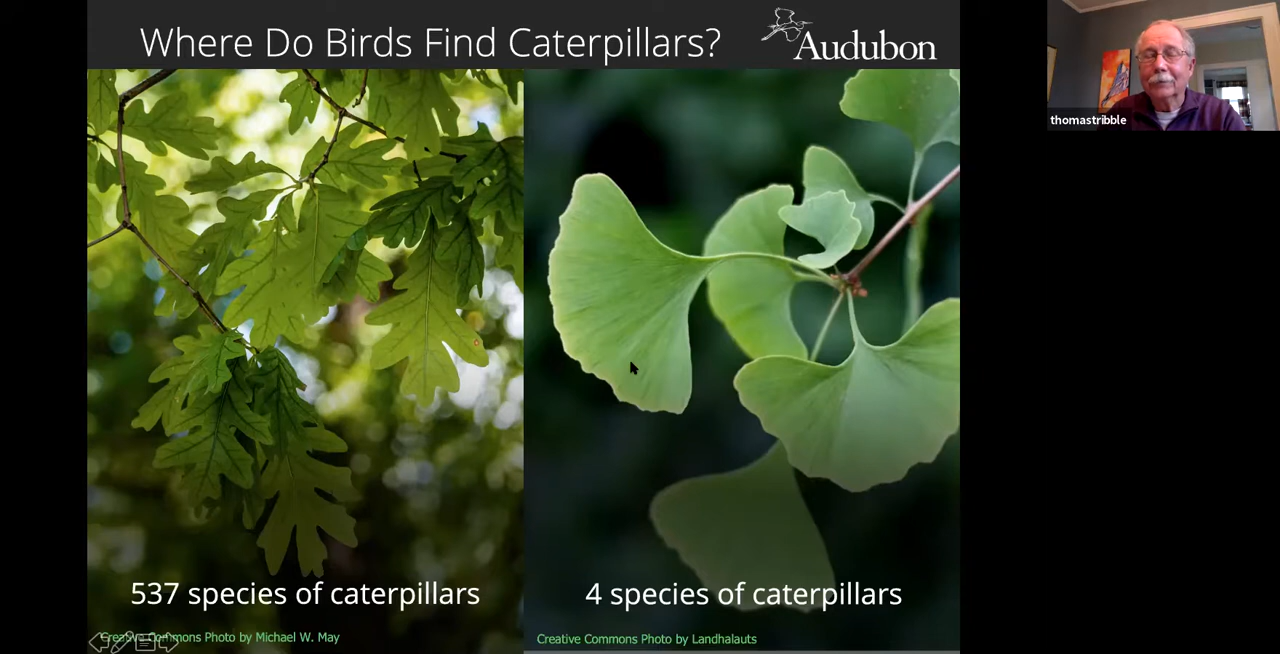 Where Do Birds Find Caterpillars?
Audubon
thomastribble
537 species of caterpillars
4 species of caterpillars
Creative Commons Photo by Michael W. May
Creative Commons Photo by Landhalauts